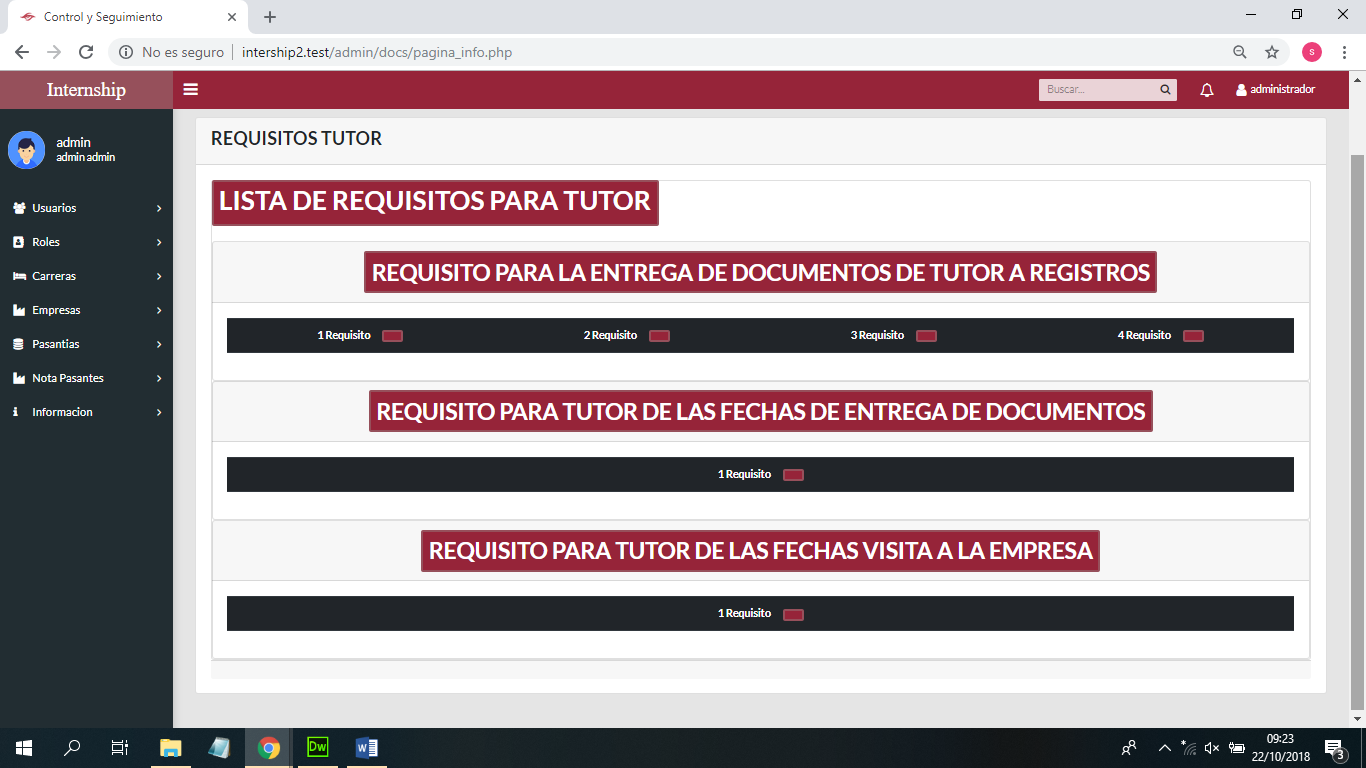 Control y Seguimiento
No es seguro | intership2.test/admin/docs/pagina_info.php
s
Internship
Buscar...
administrador
admin
admin admin
Usuarios
Roles
Carreras
Empresas
Pasantias
Nota Pasantes
Informacion
REQUISITOS TUTOR
LISTA DE REQUISITOS PARA TUTOR
REQUISITO PARA LA ENTREGA DE DOCUMENTOS DE TUTOR A REGISTROS
1 Requisito 2 Requisito 3 Requisito 4 Requisito
REQUISITO PARA TUTOR DE LAS FECHAS DE ENTREGA DE DOCUMENTOS
1 Requisito
REQUISITO PARA TUTOR DE LAS FECHAS VISITA A LA EMPRESA
1 Requisito
Dw
W
09:23
22/10/2018
3